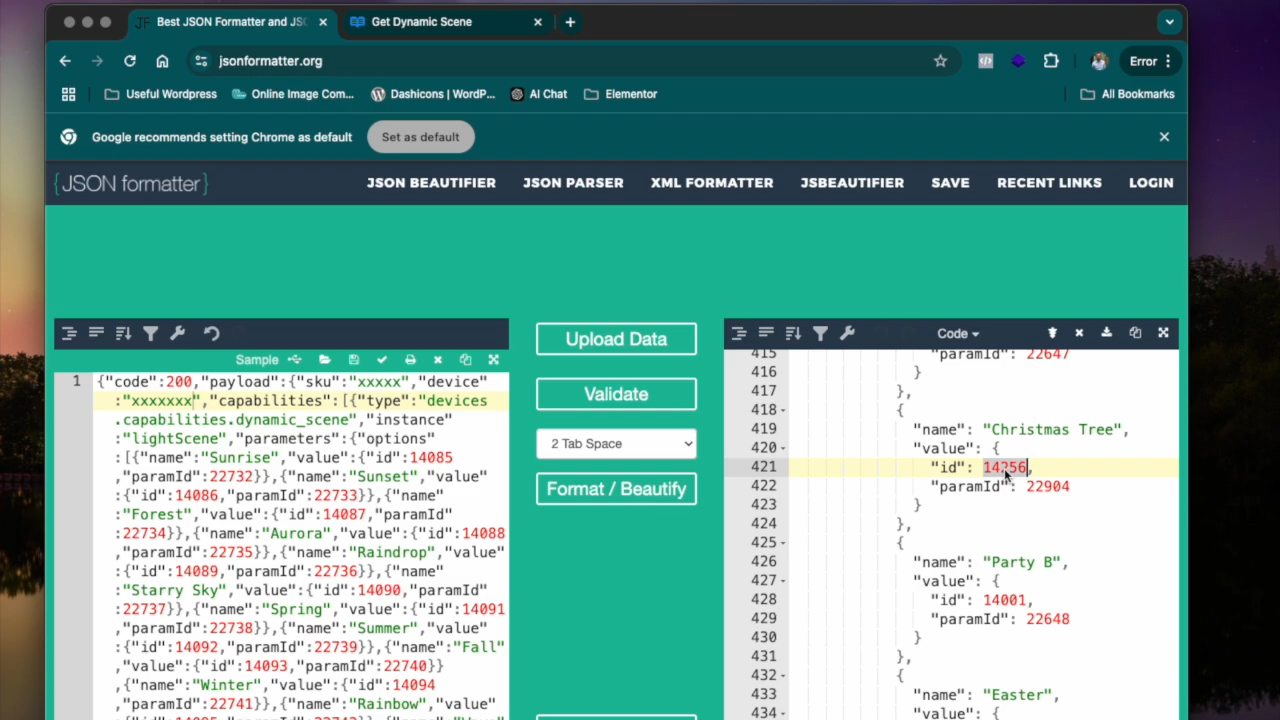 Best JSON Formatter and JSO
Get Dynamic Scene
jsonformatter.org
Error
Useful Wordpress
Online Image Com...
Dashicons | WordP...
AI Chat
Elementor
All Bookmarks
Google recommends setting Chrome as default
Set as default
{JSON formatter}
JSON BEAUTIFIER
JSON PARSER
XML FORMATTER
JSBEAUTIFIER
SAVE
RECENT LINKS
LOGIN
Sample
1
{"code":200,"payload":{"sku":"xxxxx","device"
:"xxxxxxx","capabilities":[{"type":"devices
.capabilities.dynamic_scene","instance"
:"lightScene","parameters":{"options"
:[{"name":"Sunrise","value":{"id":14085
,"paramId":22732}},{"name":"Sunset","value"
:{"id":14086,"paramId":22733}},{"name"
:"Forest","value":{"id":14087,"paramId"
:22734}},{"name":"Aurora","value":{"id":14088
,"paramId":22735}},{"name":"Raindrop","value"
:{"id":14089,"paramId":22736}},{"name"
:"Starry Sky","value":{"id":14090,"paramId"
:22737}},{"name":"Spring","value":{"id":14091
,"paramId":22738}},{"name":"Summer","value"
:{"id":14092,"paramId":22739}},{"name":"Fall"
,"value":{"id":14093,"paramId":22740}}
,{"name":"Winter","value":{"id":14094
,"paramId":22741}},{"name":"Rainbow","value"
Upload Data
Validate
2 Tab Space
Format / Beautify
Code
415 "paramId": 22647
416 }
417 },
418 {
419 "name": "Christmas Tree",
420 "value": {
421 "id": 14256,
422 "paramId": 22904
423 }
424 },
425 {
426 "name": "Party B",
427 "value": {
428 "id": 14001,
429 "paramId": 22648
430 }
431 },
432 {
433 "name": "Easter",
434 "value": {